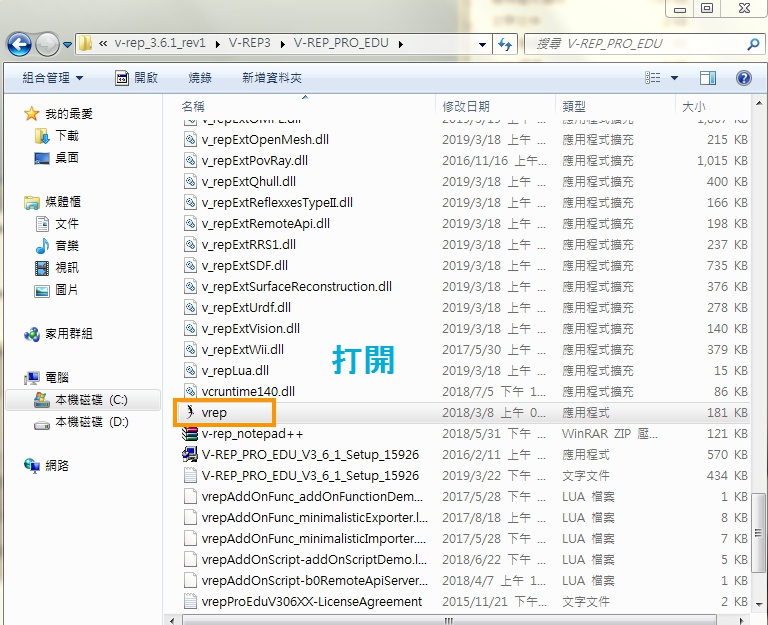 « v-rep_3.6.1_rev1 ▸ V-REP3 ▸ V-REP_PRO_EDU ▸
搜尋 V-REP_PRO_EDU
組合管理 開啟 燒錄 新增資料夾
我的最愛
下載
桌面
媒體櫃
文件
音樂
視訊
圖片
家用群組
電腦
本機磁碟 (C:)
本機磁碟 (D:)
網路
名稱 修改日期 類型 大小
v_repExtOpenMesh.dll 2019/3/18 上午 ... 應用程式擴充 215 KB
v_repExtPovRay.dll 2016/11/16 上午... 應用程式擴充 1,015 KB
v_repExtQhull.dll 2019/3/18 上午 ... 應用程式擴充 400 KB
v_repExtReflexxesTypeII.dll 2019/3/18 上午 ... 應用程式擴充 166 KB
v_repExtRemoteApi.dll 2019/3/18 上午 ... 應用程式擴充 198 KB
v_repExtRRS1.dll 2019/3/18 上午 ... 應用程式擴充 237 KB
v_repExtSDF.dll 2019/3/18 上午 ... 應用程式擴充 735 KB
v_repExtSurfaceReconstruction.dll 2019/3/18 上午 ... 應用程式擴充 376 KB
v_repExtUrdf.dll 2019/3/18 上午 ... 應用程式擴充 278 KB
v_repExtVision.dll 2019/3/18 上午 ... 應用程式擴充 140 KB
v_repExtWii.dll 2017/5/30 上午 ... 應用程式擴充 379 KB
打開
v_repLua.dll 2019/3/18 上午 ... 應用程式擴充 15 KB
vcruntime140.dll 2018/7/5 下午 1... 應用程式擴充 86 KB
vrep 2018/3/8 上午 0... 應用程式 181 KB
v-rep_notepad++ 2018/5/31 下午 ... WinRAR ZIP 壓... 121 KB
V-REP_PRO_EDU_V3_6_1_Setup_15926 2016/2/11 上午 ... 應用程式 570 KB
V-REP_PRO_EDU_V3_6_1_Setup_15926 2019/3/22 下午 ... 文字文件 434 KB
vrepAddOnFunc_addOnFunctionDem... 2017/5/28 下午 ... LUA 檔案 1 KB
vrepAddOnFunc_minimalisticExporter.l... 2017/8/18 上午 ... LUA 檔案 8 KB
vrepAddOnFunc_minimalisticImporter.... 2017/5/28 下午 ... LUA 檔案 7 KB
vrepAddOnScript-addOnScriptDemo.l... 2018/6/22 下午 ... LUA 檔案 5 KB
vrepAddOnScript-b0RemoteApiServer... 2018/4/7 上午 1... LUA 檔案 1 KB
vrepProEduV306XX-LicenseAgreement 2015/11/21 下午... 文字文件 2 KB